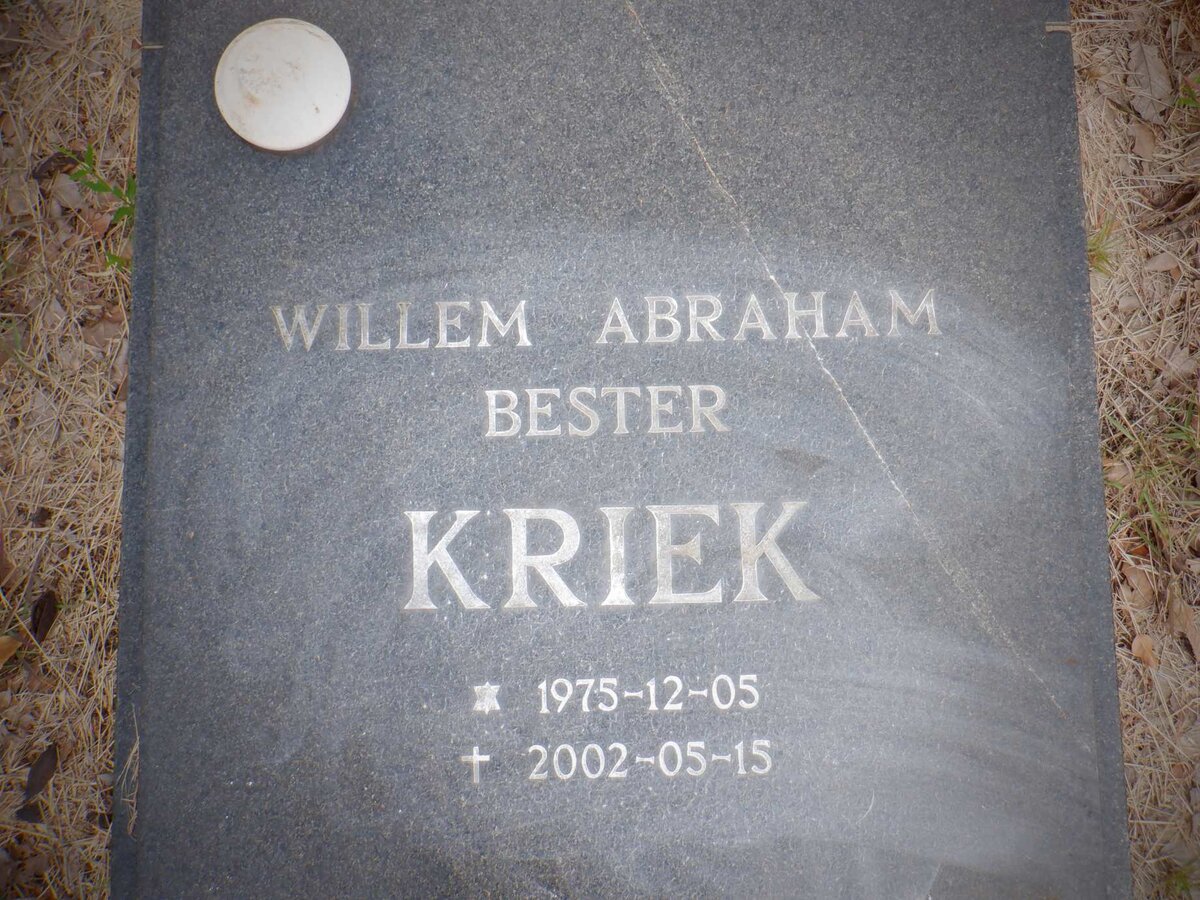 WILLEM ABRAHAM
BESTER
KRIEK
1975-12-05
2002-05-15